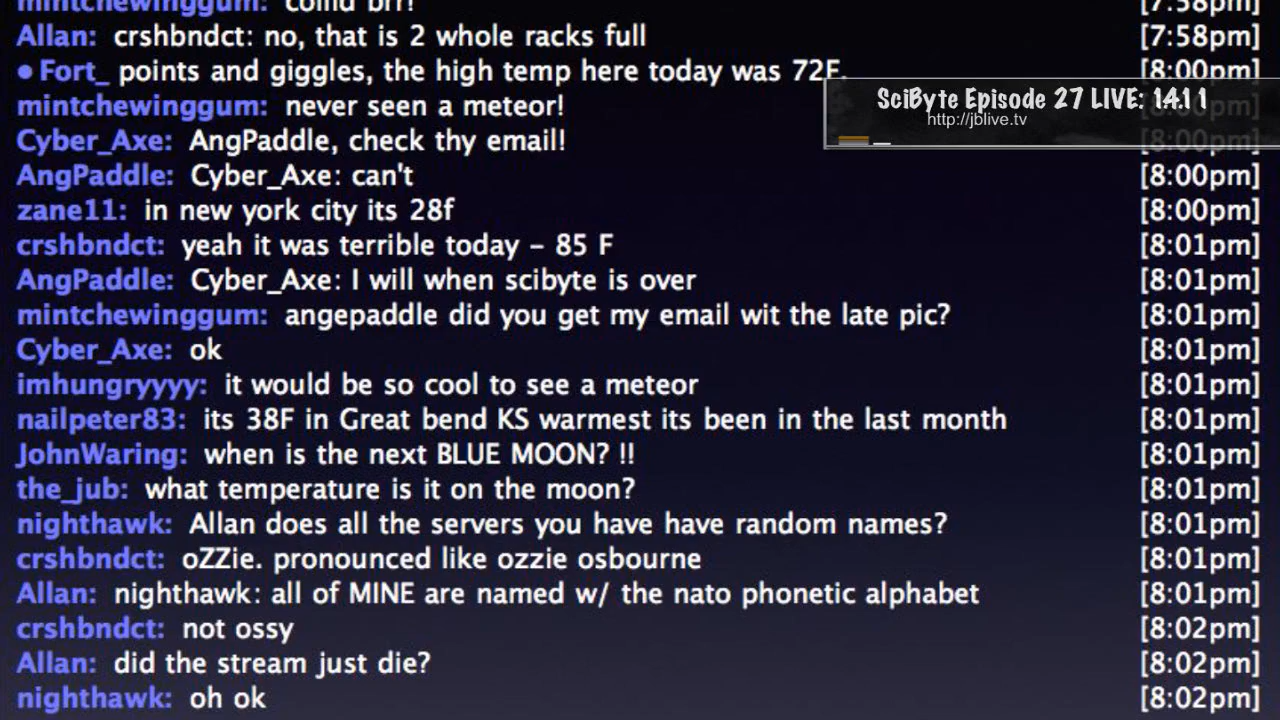 mintchewinggum: collld brr! [7:58pm]
Allan: crshbndct: no, that is 2 whole racks full [7:58pm]
• Fort_ points and giggles, the high temp here today was 72F. [8:00pm]
SciByte Episode 27 LIVE: 14.11
mintchewinggum: never seen a meteor! [8:00pm]
http://jblive.tv
Cyber_Axe: AngPaddle, check thy email! [8:00pm]
AngPaddle: Cyber_Axe: can't [8:00pm]
zane11: in new york city its 28f [8:00pm]
crshbndct: yeah it was terrible today – 85 F [8:01pm]
AngPaddle: Cyber_Axe: I will when scibyte is over [8:01pm]
mintchewinggum: angepaddle did you get my email wit the late pic? [8:01pm]
Cyber_Axe: ok [8:01pm]
imhungryyyy: it would be so cool to see a meteor [8:01pm]
nailpeter83: its 38F in Great bend KS warmest its been in the last month [8:01pm]
JohnWaring: when is the next BLUE MOON? !! [8:01pm]
the_jub: what temperature is it on the moon? [8:01pm]
nighthawk: Allan does all the servers you have have random names? [8:01pm]
crshbndct: oZZie. pronounced like ozzie osbourne [8:01pm]
Allan: nighthawk: all of MINE are named w/ the nato phonetic alphabet [8:01pm]
crshbndct: not ossy [8:02pm]
Allan: did the stream just die? [8:02pm]
nighthawk: oh ok [8:02pm]